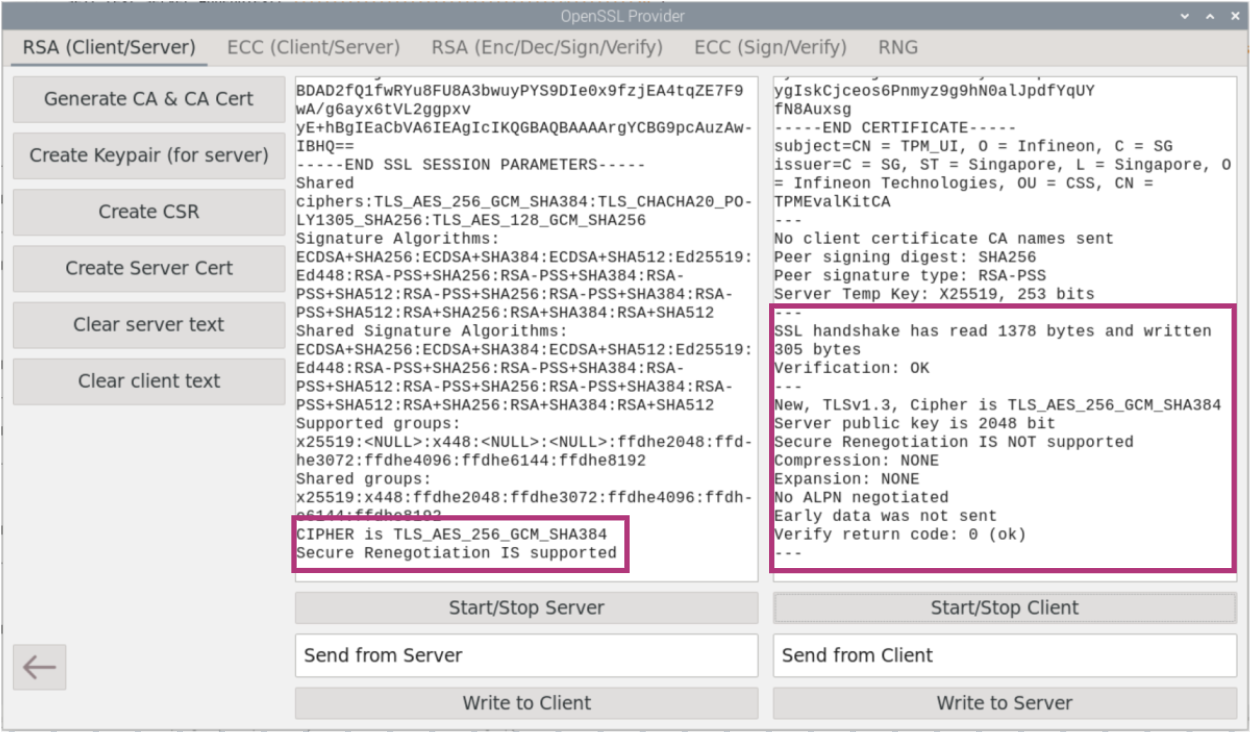 OpenSSL Provider
RSA (Client/Server)
ECC (Client/Server)
RSA (Enc/Dec/Sign/Verify)
ECC (Sign/Verify)
RNG
Generate CA & CA Cert
Create Keypair (for server)
Create CSR
Create Server Cert
Clear server text
Clear client text
BDAD2fQ1fwRYu8FU8A3bwuyPYS9DIe0x9fzjEA4tqZE7F9
wA/g6ayx6tVL2ggpxv
yE+hBgIEaCbVA6IEAgIcIKQGBAQBAAAArgYCBG9pcAuzAw-
IBHQ==
-----END SSL SESSION PARAMETERS-----
Shared
ciphers:TLS_AES_256_GCM_SHA384:TLS_CHACHA20_PO-
LY1305_SHA256:TLS_AES_128_GCM_SHA256
Signature Algorithms:
ECDSA+SHA256:ECDSA+SHA384:ECDSA+SHA512:Ed25519:
Ed448:RSA-PSS+SHA256:RSA-PSS+SHA384:RSA-
PSS+SHA512:RSA-PSS+SHA256:RSA-PSS+SHA384:RSA-
PSS+SHA512:RSA+SHA256:RSA+SHA384:RSA+SHA512
Shared Signature Algorithms:
ECDSA+SHA256:ECDSA+SHA384:ECDSA+SHA512:Ed25519:
Ed448:RSA-PSS+SHA256:RSA-PSS+SHA384:RSA-
PSS+SHA512:RSA-PSS+SHA256:RSA-PSS+SHA384:RSA-
PSS+SHA512:RSA+SHA256:RSA+SHA384:RSA+SHA512
Supported groups:
x25519:<NULL>:x448:<NULL>:<NULL>:ffdhe2048:ffd-
he3072:ffdhe4096:ffdhe6144:ffdhe8192
Shared groups:
x25519:x448:ffdhe2048:ffdhe3072:ffdhe4096:ffdh-
e6144:ffdhe8192
CIPHER is TLS_AES_256_GCM_SHA384
Secure Renegotiation IS supported
Start/Stop Server
Send from Server
Write to Client
ygIskCjceos6Pnmyz9g9hN0alJpdfYqUY
fN8Auxsg
-----END CERTIFICATE-----
subject=CN = TPM_UI, O = Infineon, C = SG
issuer=C = SG, ST = Singapore, L = Singapore, O
= Infineon Technologies, OU = CSS, CN =
TPMEvalKitCA
---
No client certificate CA names sent
Peer signing digest: SHA256
Peer signature type: RSA-PSS
Server Temp Key: X25519, 253 bits
---
SSL handshake has read 1378 bytes and written
305 bytes
Verification: OK
---
New, TLSv1.3, Cipher is TLS_AES_256_GCM_SHA384
Server public key is 2048 bit
Secure Renegotiation IS NOT supported
Compression: NONE
Expansion: NONE
No ALPN negotiated
Early data was not sent
Verify return code: 0 (ok)
---
Start/Stop Client
Send from Client
Write to Server